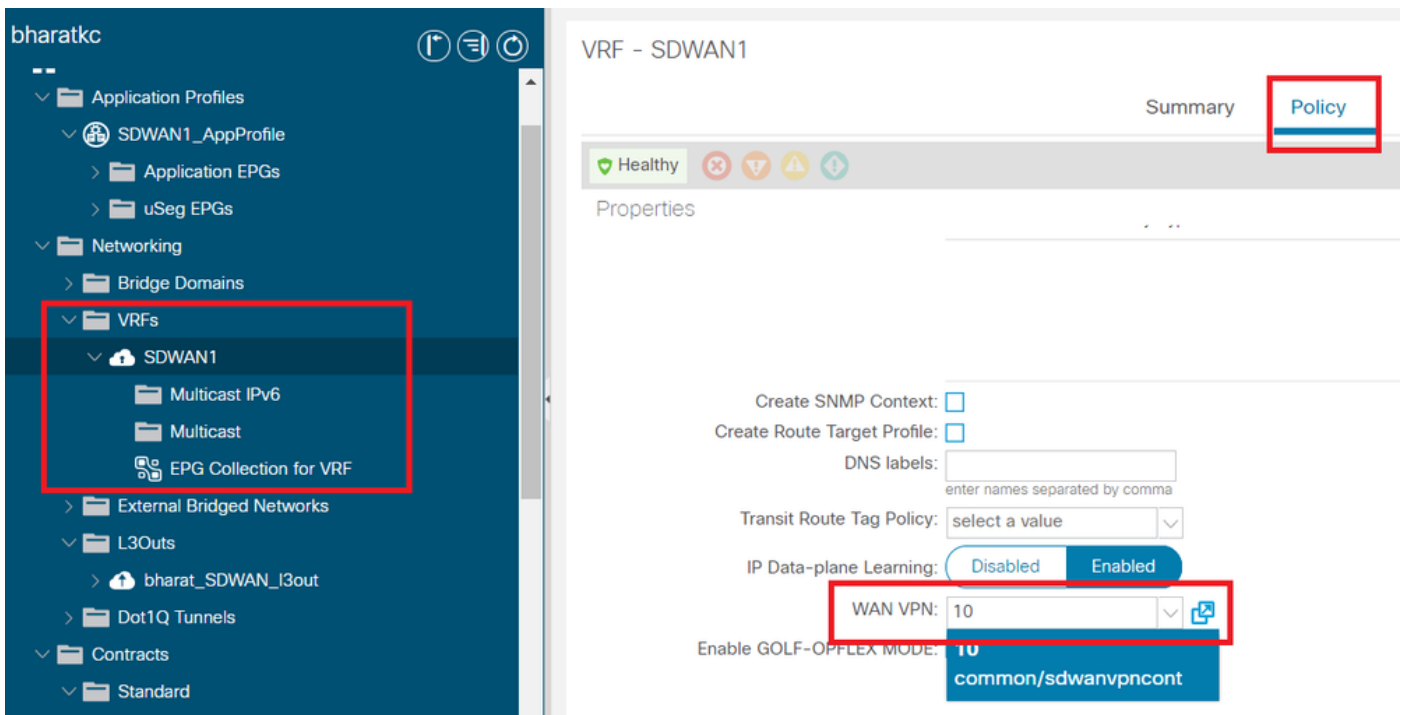 bharatkc
Application Profiles
SDWAN1_AppProfile
Application EPGs
uSeg EPGs
Networking
Bridge Domains
VRFs
SDWAN1
Multicast IPv6
Multicast
EPG Collection for VRF
External Bridged Networks
L3Outs
bharat_SDWAN_l3out
Dot1Q Tunnels
Contracts
Standard
VRF - SDWAN1
Summary Policy
Healthy
Properties
Create SNMP Context:
Create Route Target Profile:
DNS labels:
enter names separated by comma
Transit Route Tag Policy: select a value
IP Data-plane Learning: Disabled Enabled
WAN VPN: 10
Enable GOLF-OPFLEX MODE: 10
common/sdwanvpncont